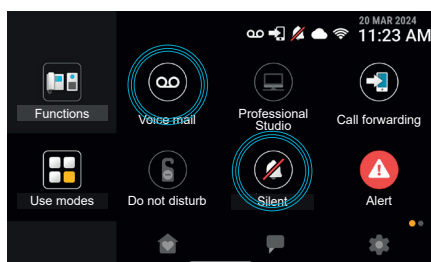 20 MAR 2024
11:23 AM
Functions
Voice mail
Professional
Studio
Call forwarding
Use modes
Do not disturb
Silent
Alert